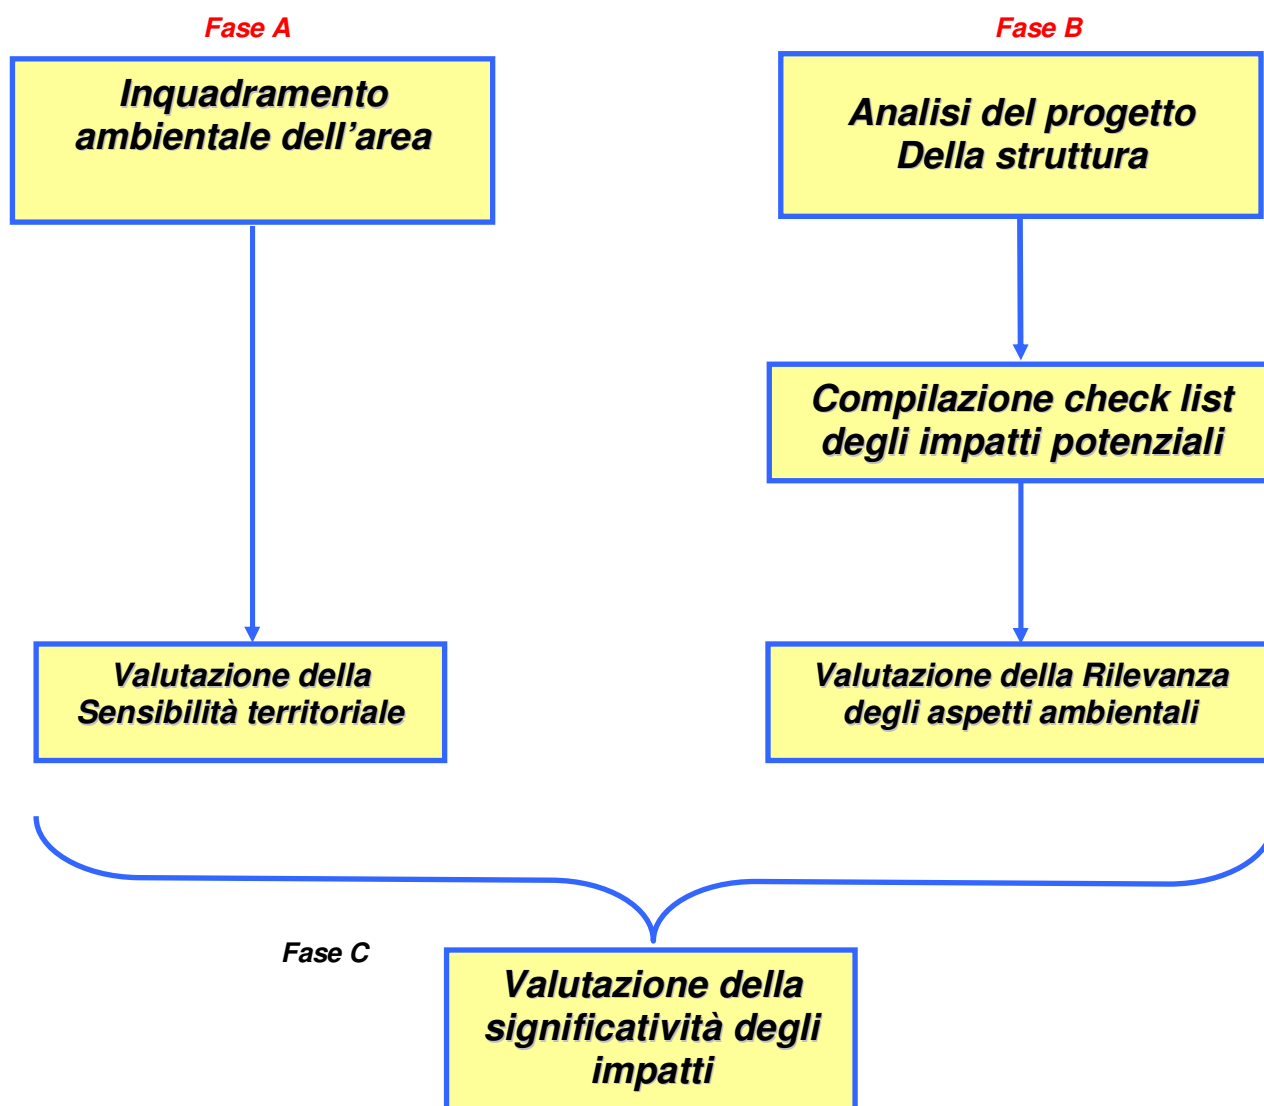 Fase A
Inquadramento
ambientale dell’area
Fase B
Analisi del progetto
Della struttura
Compilazione check list
degli impatti potenziali
Valutazione della
Sensibilità territoriale
Valutazione della Rilevanza
degli aspetti ambientali
Fase C
Valutazione della
significatività degli
impatti